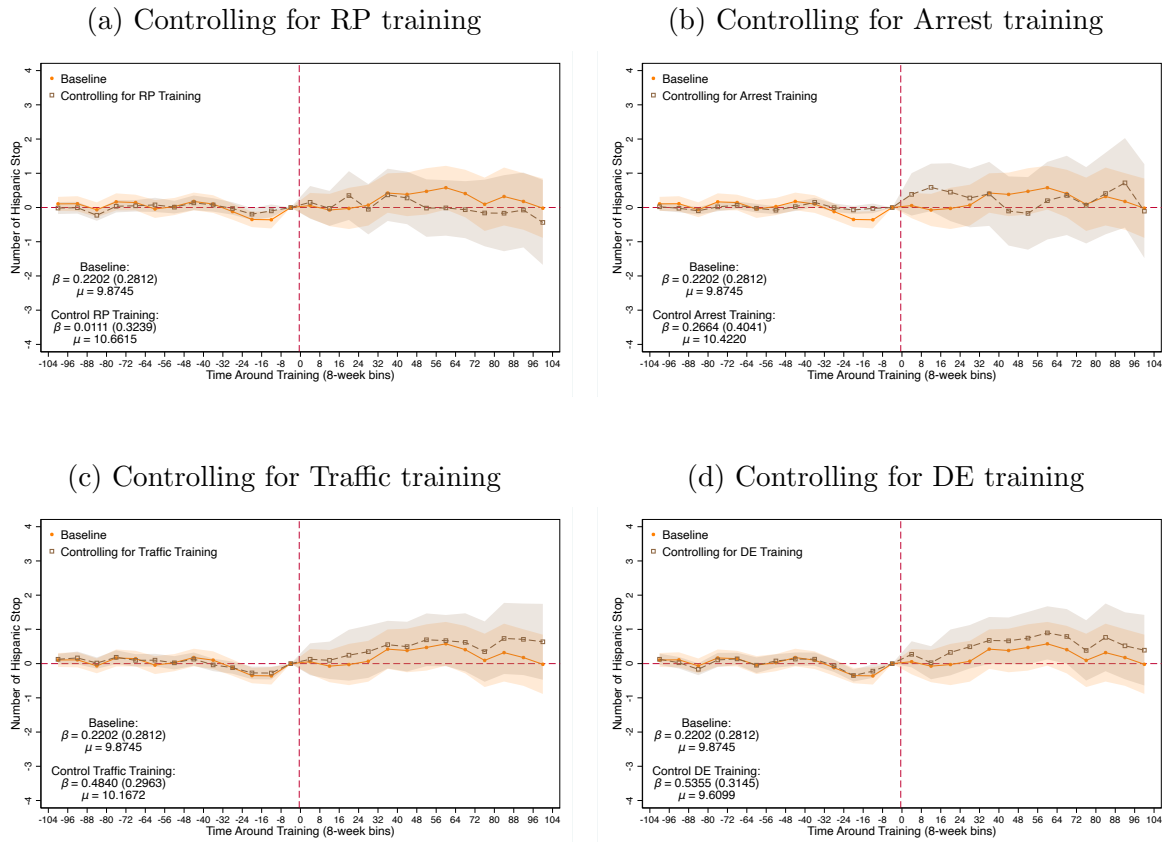 (a) Controlling for RP training
Number of Hispanic Stop
4
3
2
1
0
-1
-2
-3
-4
Baseline
Controlling for RP Training
Baseline:
β = 0.2202 (0.2812)
μ = 9.8745
Control RP Training:
β = 0.0111 (0.3239)
μ = 10.6615
-104 -96 -88 -80 -72 -64 -56 -48 -40 -32 -24 -16 -8 0 8 16 24 32 40 48 56 64 72 80 88 96 104
Time Around Training (8-week bins)
(b) Controlling for Arrest training
Number of Hispanic Stop
4
3
2
1
0
-1
-2
-3
-4
Baseline
Controlling for Arrest Training
Baseline:
β = 0.2202 (0.2812)
μ = 9.8745
Control Arrest Training:
β = 0.2664 (0.4041)
μ = 10.4220
-104 -96 -88 -80 -72 -64 -56 -48 -40 -32 -24 -16 -8 0 8 16 24 32 40 48 56 64 72 80 88 96 104
Time Around Training (8-week bins)
(c) Controlling for Traffic training
Number of Hispanic Stop
4
3
2
1
0
-1
-2
-3
-4
Baseline
Controlling for Traffic Training
Baseline:
β = 0.2202 (0.2812)
μ = 9.8745
Control Traffic Training:
β = 0.4840 (0.2963)
μ = 10.1672
-104 -96 -88 -80 -72 -64 -56 -48 -40 -32 -24 -16 -8 0 8 16 24 32 40 48 56 64 72 80 88 96 104
Time Around Training (8-week bins)
(d) Controlling for DE training
Number of Hispanic Stop
4
3
2
1
0
-1
-2
-3
-4
Baseline
Controlling for DE Training
Baseline:
β = 0.2202 (0.2812)
μ = 9.8745
Control DE Training:
β = 0.5355 (0.3145)
μ = 9.6099
-104 -96 -88 -80 -72 -64 -56 -48 -40 -32 -24 -16 -8 0 8 16 24 32 40 48 56 64 72 80 88 96 104
Time Around Training (8-week bins)